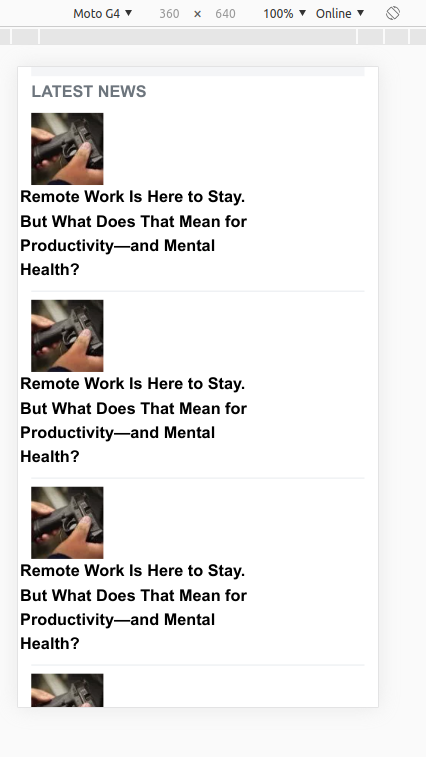 Moto G4 ▼ 360 × 640 100% ▼ Online ▼
LATEST NEWS
Remote Work Is Here to Stay.
But What Does That Mean for
Productivity—and Mental
Health?
Remote Work Is Here to Stay.
But What Does That Mean for
Productivity—and Mental
Health?
Remote Work Is Here to Stay.
But What Does That Mean for
Productivity—and Mental
Health?